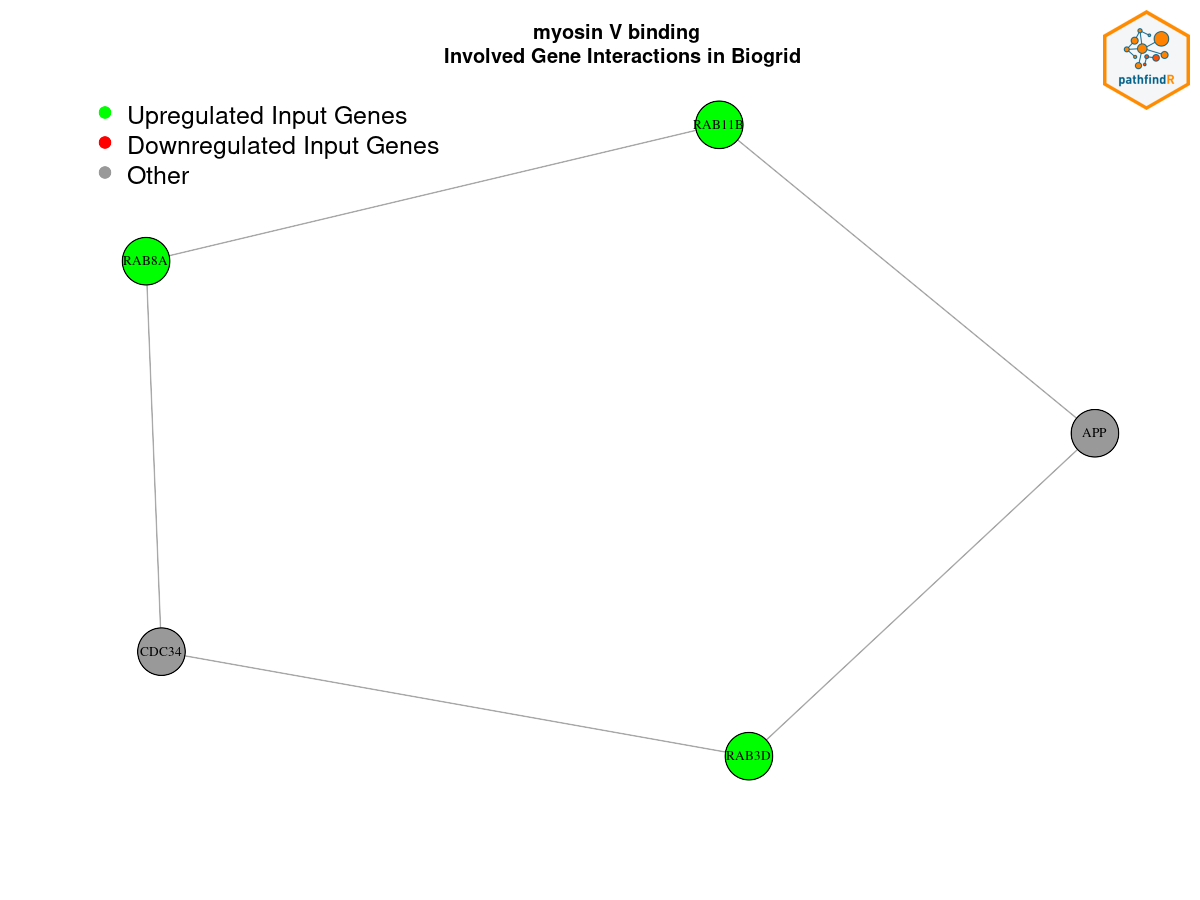 myosin V binding
Involved Gene Interactions in Biogrid
pathfindR
Upregulated Input Genes
Downregulated Input Genes
Other
RAB11B
RAB8A
APP
CDC34
RAB3D